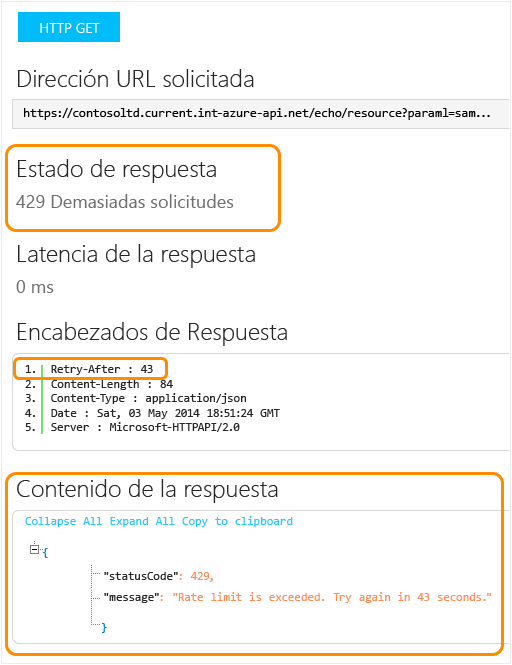 HTTP GET
Dirección URL solicitada
https://contosoltd.current.int-azure-api.net/echo/resource?paraml=sam...
Estado de respuesta
429 Demasiadas solicitudes
Latencia de la respuesta
0 ms
Encabezados de Respuesta
1. Retry-After : 43
2. Content-Length : 84
3. Content-Type : application/json
4. Date : Sat, 03 May 2014 18:51:24 GMT
5. Server : Microsoft-HTTPAPI/2.0
Contenido de la respuesta
Collapse All Expand All Copy to clipboard
{
"statusCode": 429,
"message": "Rate limit is exceeded. Try again in 43 seconds."
}